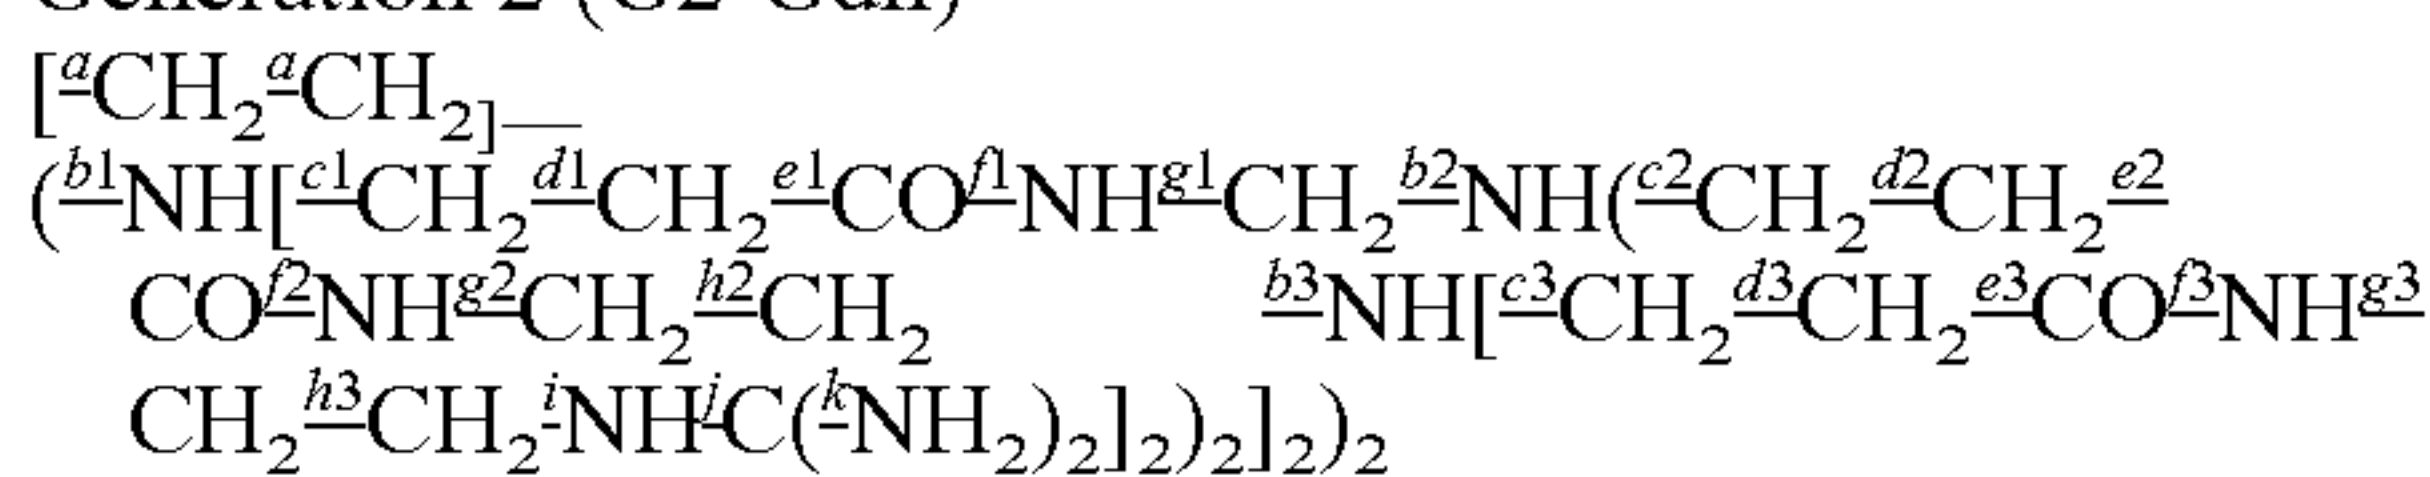 [ᵃCH₂ᵃCH₂]—
(ᵇ¹NH[ᶜ¹CH₂ᵈ¹CH₂ᵉ¹COᶠ¹NHᵍ¹CH₂ᵇ²NH(ᶜ²CH₂ᵈ²CH₂ᵉ²
COᶠ²NHᵍ²CH₂ʰ²CH₂ ᵇ³NH[ᶜ³CH₂ᵈ³CH₂ᵉ³COᶠ³NHᵍ³
CH₂ʰ³CH₂ⁱNHʲC(ᵏNH₂)₂]₂)₂]₂)₂